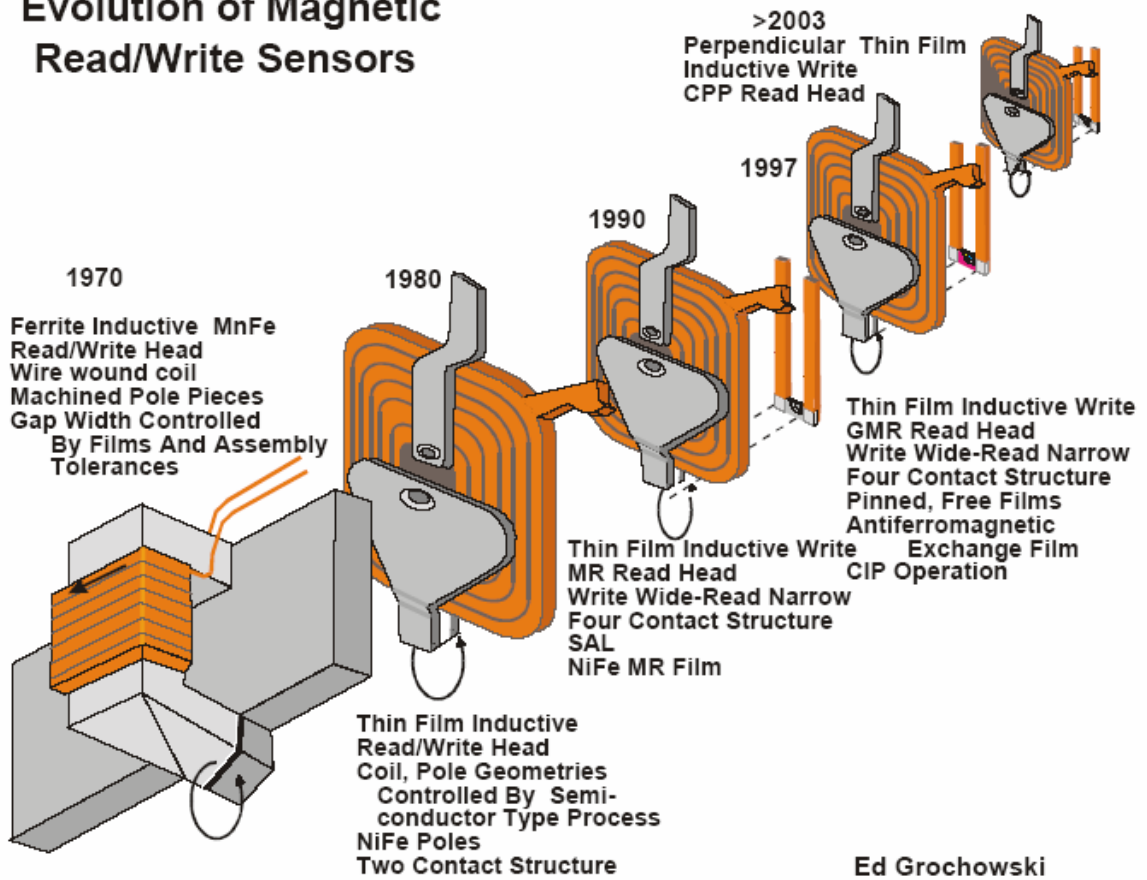 Evolution of Magnetic
Read/Write Sensors
>2003
Perpendicular Thin Film
Inductive Write
CPP Read Head
1997
1990
1980
1970
Ferrite Inductive MnFe
Read/Write Head
Wire wound coil
Machined Pole Pieces
Gap Width Controlled
By Films And Assembly
Tolerances
Thin Film Inductive
Read/Write Head
Coil, Pole Geometries
Controlled By Semi-
conductor Type Process
NiFe Poles
Two Contact Structure
Thin Film Inductive Write
MR Read Head
Write Wide-Read Narrow
Four Contact Structure
SAL
NiFe MR Film
Thin Film Inductive Write
GMR Read Head
Write Wide-Read Narrow
Four Contact Structure
Pinned, Free Films
Antiferromagnetic
Exchange Film
CIP Operation
Ed Grochowski